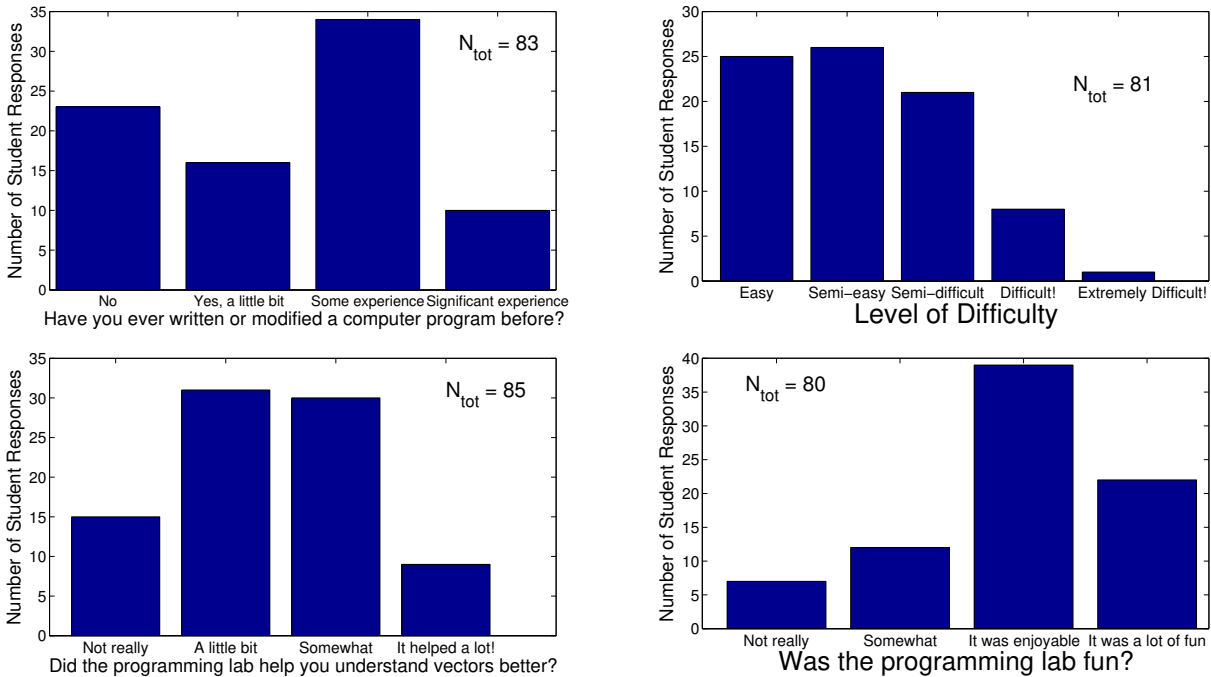 35
30
25
20
15
10
5
0
Number of Student Responses
N_tot = 83
No Yes, a little bit Some experience Significant experience
Have you ever written or modified a computer program before?
30
25
20
15
10
5
0
Number of Student Responses
N_tot = 81
Easy Semi−easy Semi−difficult Difficult! Extremely Difficult!
Level of Difficulty
35
30
25
20
15
10
5
0
Number of Student Responses
N_tot = 85
Not really A little bit Somewhat It helped a lot!
Did the programming lab help you understand vectors better?
40
35
30
25
20
15
10
5
0
Number of Student Responses
N_tot = 80
Not really Somewhat It was enjoyable It was a lot of fun
Was the programming lab fun?